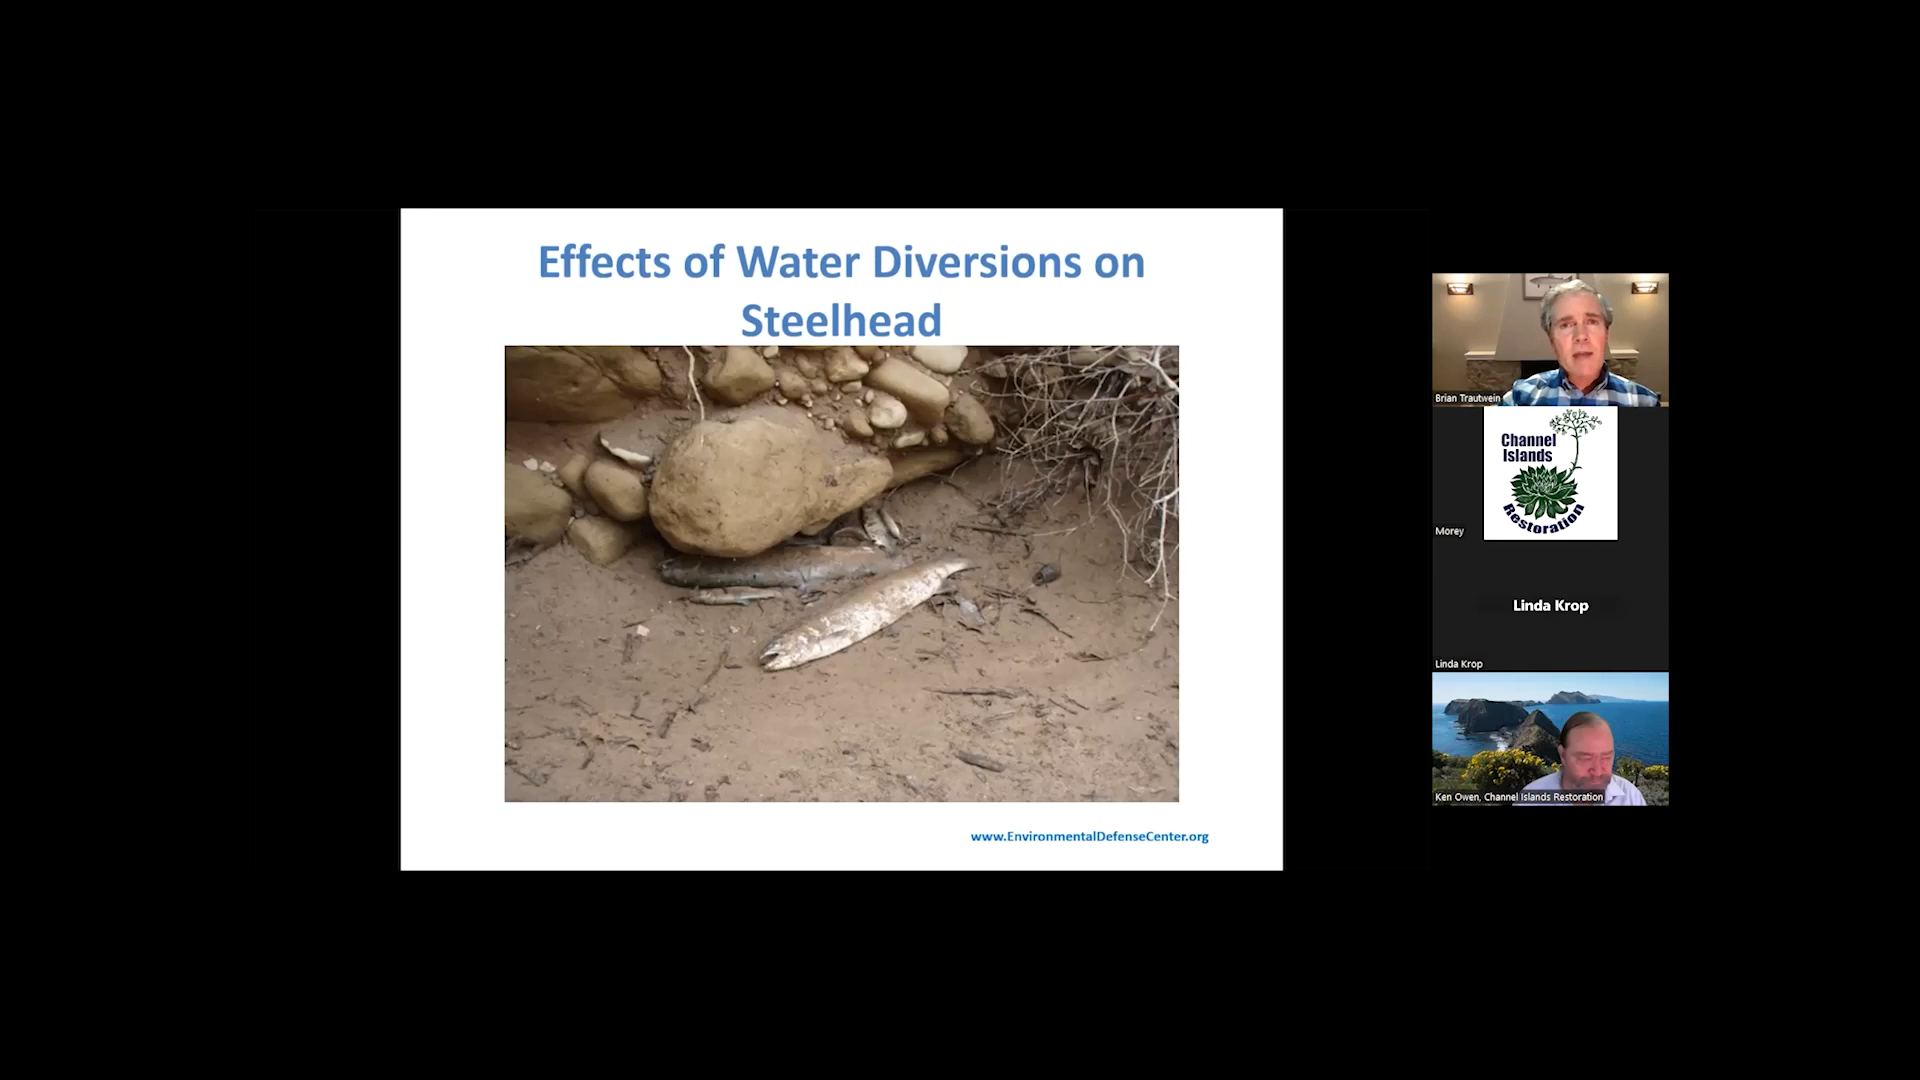 Effects of Water Diversions on
Steelhead
www.EnvironmentalDefenseCenter.org
Brian Trautwein
Channel
Islands
Restoration
Morey
Linda Krop
Linda Krop
Ken Owen, Channel Islands Restoration